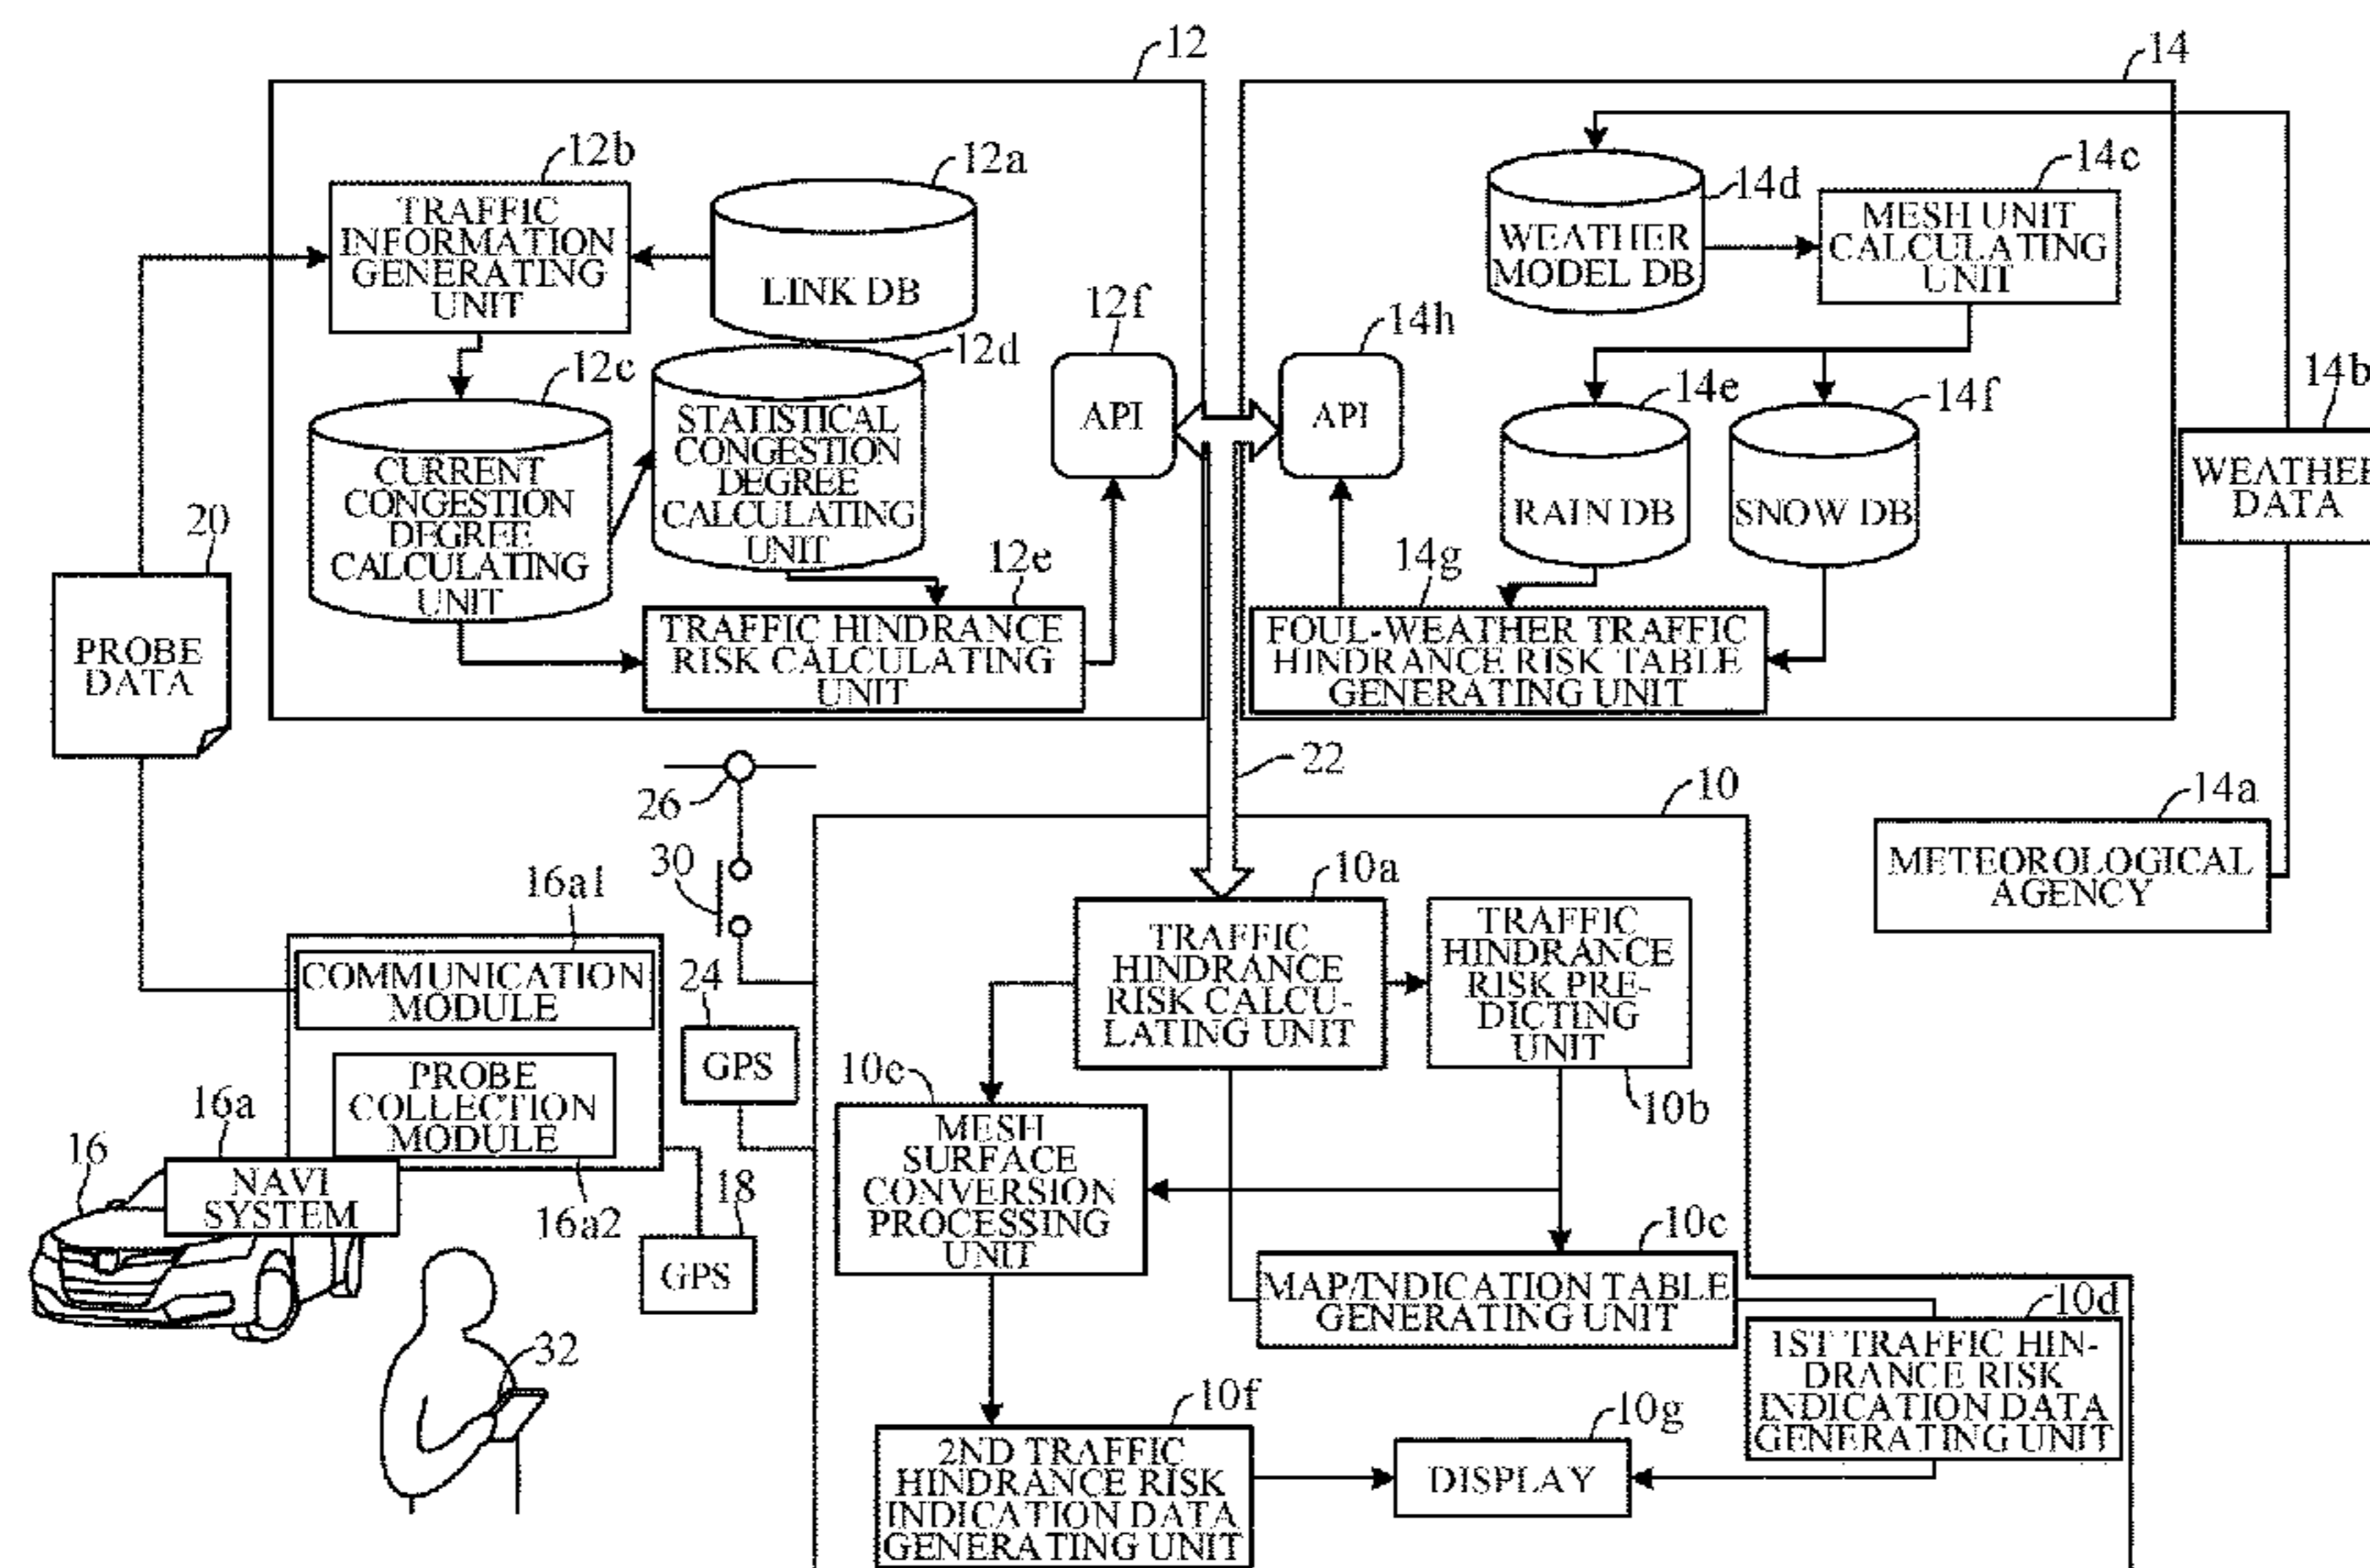 12
14
12b
12a
14c
14d
TRAFFIC
INFORMATION
GENERATING
UNIT
LINK DB
WEATHER
MODEL DB
MESH UNIT
CALCULATING
UNIT
12f
14h
12c
12d
14e
14f
14b
API
API
STATISTICAL
CONGESTION
DEGREE
CALCULATING
UNIT
CURRENT
CONGESTION
DEGREE
CALCULATING
UNIT
RAIN DB
SNOW DB
WEATHER
DATA
20
12e
14g
PROBE
DATA
TRAFFIC HINDRANCE
RISK CALCULATING
UNIT
FOUL-WEATHER TRAFFIC
HINDRANCE RISK TABLE
GENERATING UNIT
22
10
26
14a
30
10a
METEOROLOGICAL
AGENCY
16a1
COMMUNICATION
MODULE
24
TRAFFIC
HINDRANCE
RISK CALCU-
LATING UNIT
TRAFFIC
HINDRANCE
RISK PRE-
DICTING
UNIT
GPS
10e
10b
PROBE
COLLECTION
MODULE
16a
16
NAVI
SYSTEM
16a2
18
GPS
MESH
SURFACE
CONVERSION
PROCESSING
UNIT
10c
MAP/INDICATION TABLE
GENERATING UNIT
10d
1ST TRAFFIC HIN-
DRANCE RISK
INDICATION DATA
GENERATING UNIT
32
10f
10g
2ND TRAFFIC
HINDRANCE RISK
INDICATION DATA
GENERATING UNIT
DISPLAY